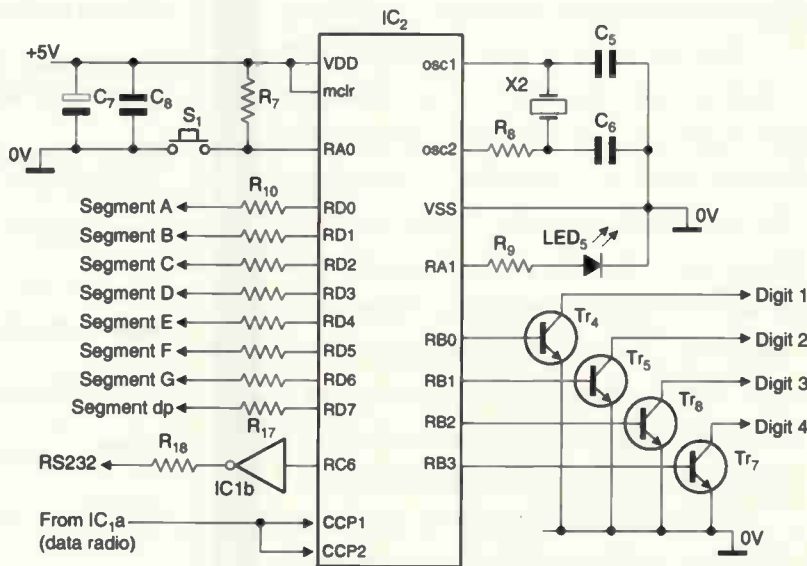 IC2
+5V
C7
C8
R7
S1
0V
VDD
mclr
RA0
R10
Segment A
RD0
Segment B
RD1
Segment C
RD2
Segment D
RD3
Segment E
RD4
Segment F
RD5
Segment G
RD6
Segment dp
RD7
R17
R18
RS232
IC1b
RC6
From IC1a
(data radio)
CCP1
CCP2
osc1
C5
X2
R8
C6
osc2
VSS
0V
R9
LED5
RA1
Digit 1
RB0
Tr4
Digit 2
RB1
Tr5
Digit 3
RB2
Tr8
Digit 4
RB3
Tr7
0V